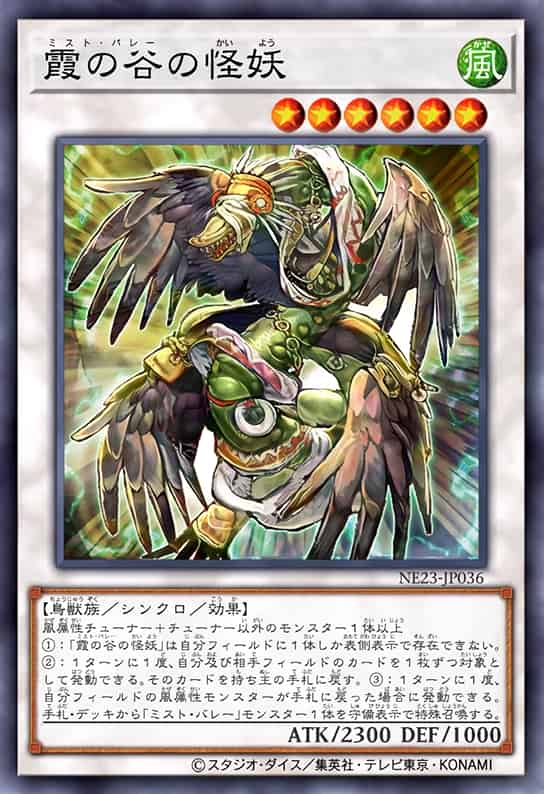 霞の谷の怪妖
ミスト・バレー かい よう
風
かぜ
NE23-JP036
【鳥獣族／シンクロ／効果】
風属性チューナー＋チューナー以外のモンスター１体以上
①：「霞の谷の怪妖」は自分フィールドに１体しか表側表示で存在できない。
②：１ターンに１度、自分及び相手フィールドのカードを１枚ずつ対象と
して発動できる。そのカードを持ち主の手札に戻す。③：１ターンに１度、
自分フィールドの風属性モンスターが手札に戻った場合に発動できる。
手札・デッキから「ミスト・バレー」モンスター１体を守備表示で特殊召喚する。
ATK/2300 DEF/1000
©スタジオ・ダイス／集英社・テレビ東京・KONAMI